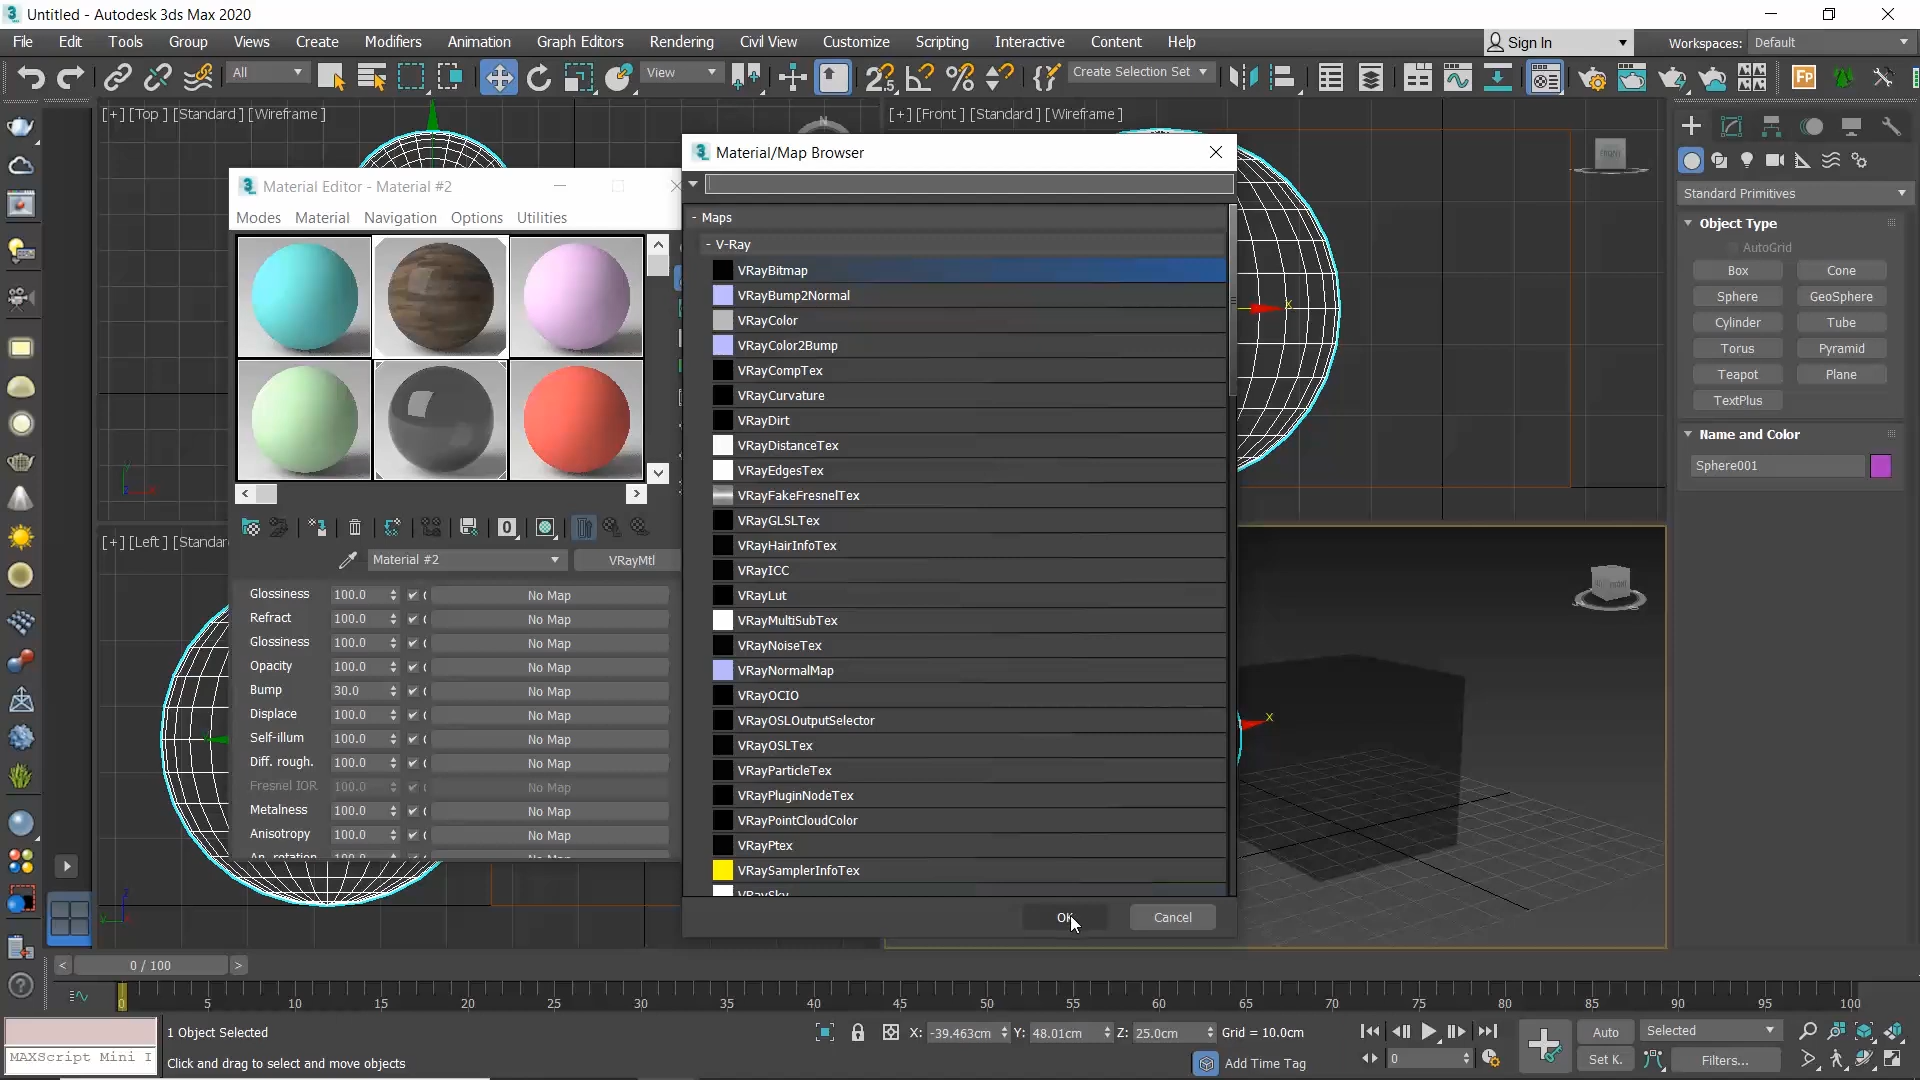 Untitled - Autodesk 3ds Max 2020
File Edit Tools Group Views Create Modifiers Animation Graph Editors Rendering Civil View Customize Scripting Interactive Content Help
Sign In
Workspaces: Default
All
View
Create Selection Set
Fp
[+] [Top ] [Standard ] [Wireframe ]
[+] [Front ] [Standard ] [Wireframe ]
[+] [Left ] [Standar
Material Editor - Material #2
Modes Material Navigation Options Utilities
Material #2
VRayMtl
Glossiness 100.0 No Map
Refract 100.0 No Map
Glossiness 100.0 No Map
Opacity 100.0 No Map
Bump 30.0 No Map
Displace 100.0 No Map
Self-illum 100.0 No Map
Diff. rough. 100.0 No Map
Fresnel IOR 100.0 No Map
Metalness 100.0 No Map
Anisotropy 100.0 No Map
Material/Map Browser
- Maps
- V-Ray
VRayBitmap
VRayBump2Normal
VRayColor
VRayColor2Bump
VRayCompTex
VRayCurvature
VRayDirt
VRayDistanceTex
VRayEdgesTex
VRayFakeFresnelTex
VRayGLSLTex
VRayHairInfoTex
VRayICC
VRayLut
VRayMultiSubTex
VRayNoiseTex
VRayNormalMap
VRayOCIO
VRayOSLOutputSelector
VRayOSLTex
VRayParticleTex
VRayPluginNodeTex
VRayPointCloudColor
VRayPtex
VRaySamplerInfoTex
VRaySky
OK
Cancel
Standard Primitives
Object Type
AutoGrid
Box Cone
Sphere GeoSphere
Cylinder Tube
Torus Pyramid
Teapot Plane
TextPlus
Name and Color
Sphere001
FRONT
N
x
x
< 0 / 100 >
0 5 10 15 20 25 30 35 40 45 50 55 60 65 70 75 80 85 90 95 100
MAXScript Mini I
1 Object Selected
Click and drag to select and move objects
X: -39.463cm Y: 48.01cm Z: 25.0cm Grid = 10.0cm
Add Time Tag
0
Auto
Set K.
Selected
Filters...